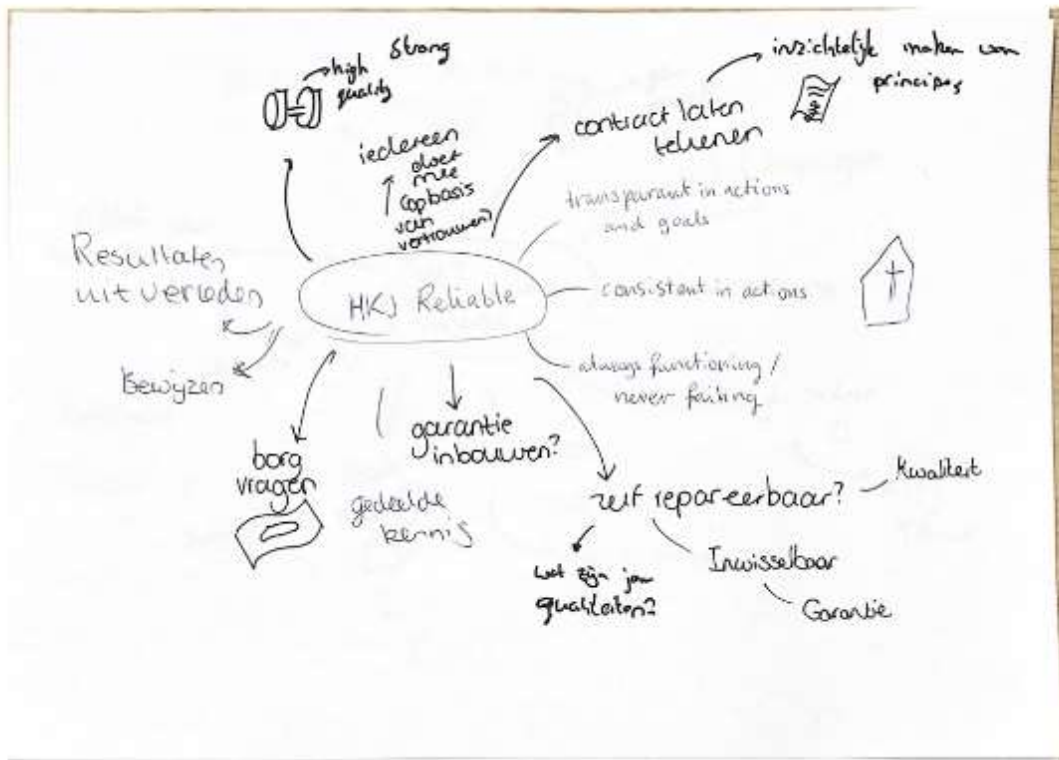 Strong
high
quality
iedereen
doet
mee
(op basis
van
vertrouwen)
inzichtelijk maken van
principes
contract laten
tekenen
transparant in actions
and goals
consistent in actions
always functioning /
never failing
HKJ Reliable
Resultaten
uit verleden
Bewijzen
borg
vragen
gedeelde
kennis
garantie
inbouwen?
zelf repareerbaar?
Kwaliteit
Inwisselbaar
Garantie
wat zijn jouw
qualiteiten?